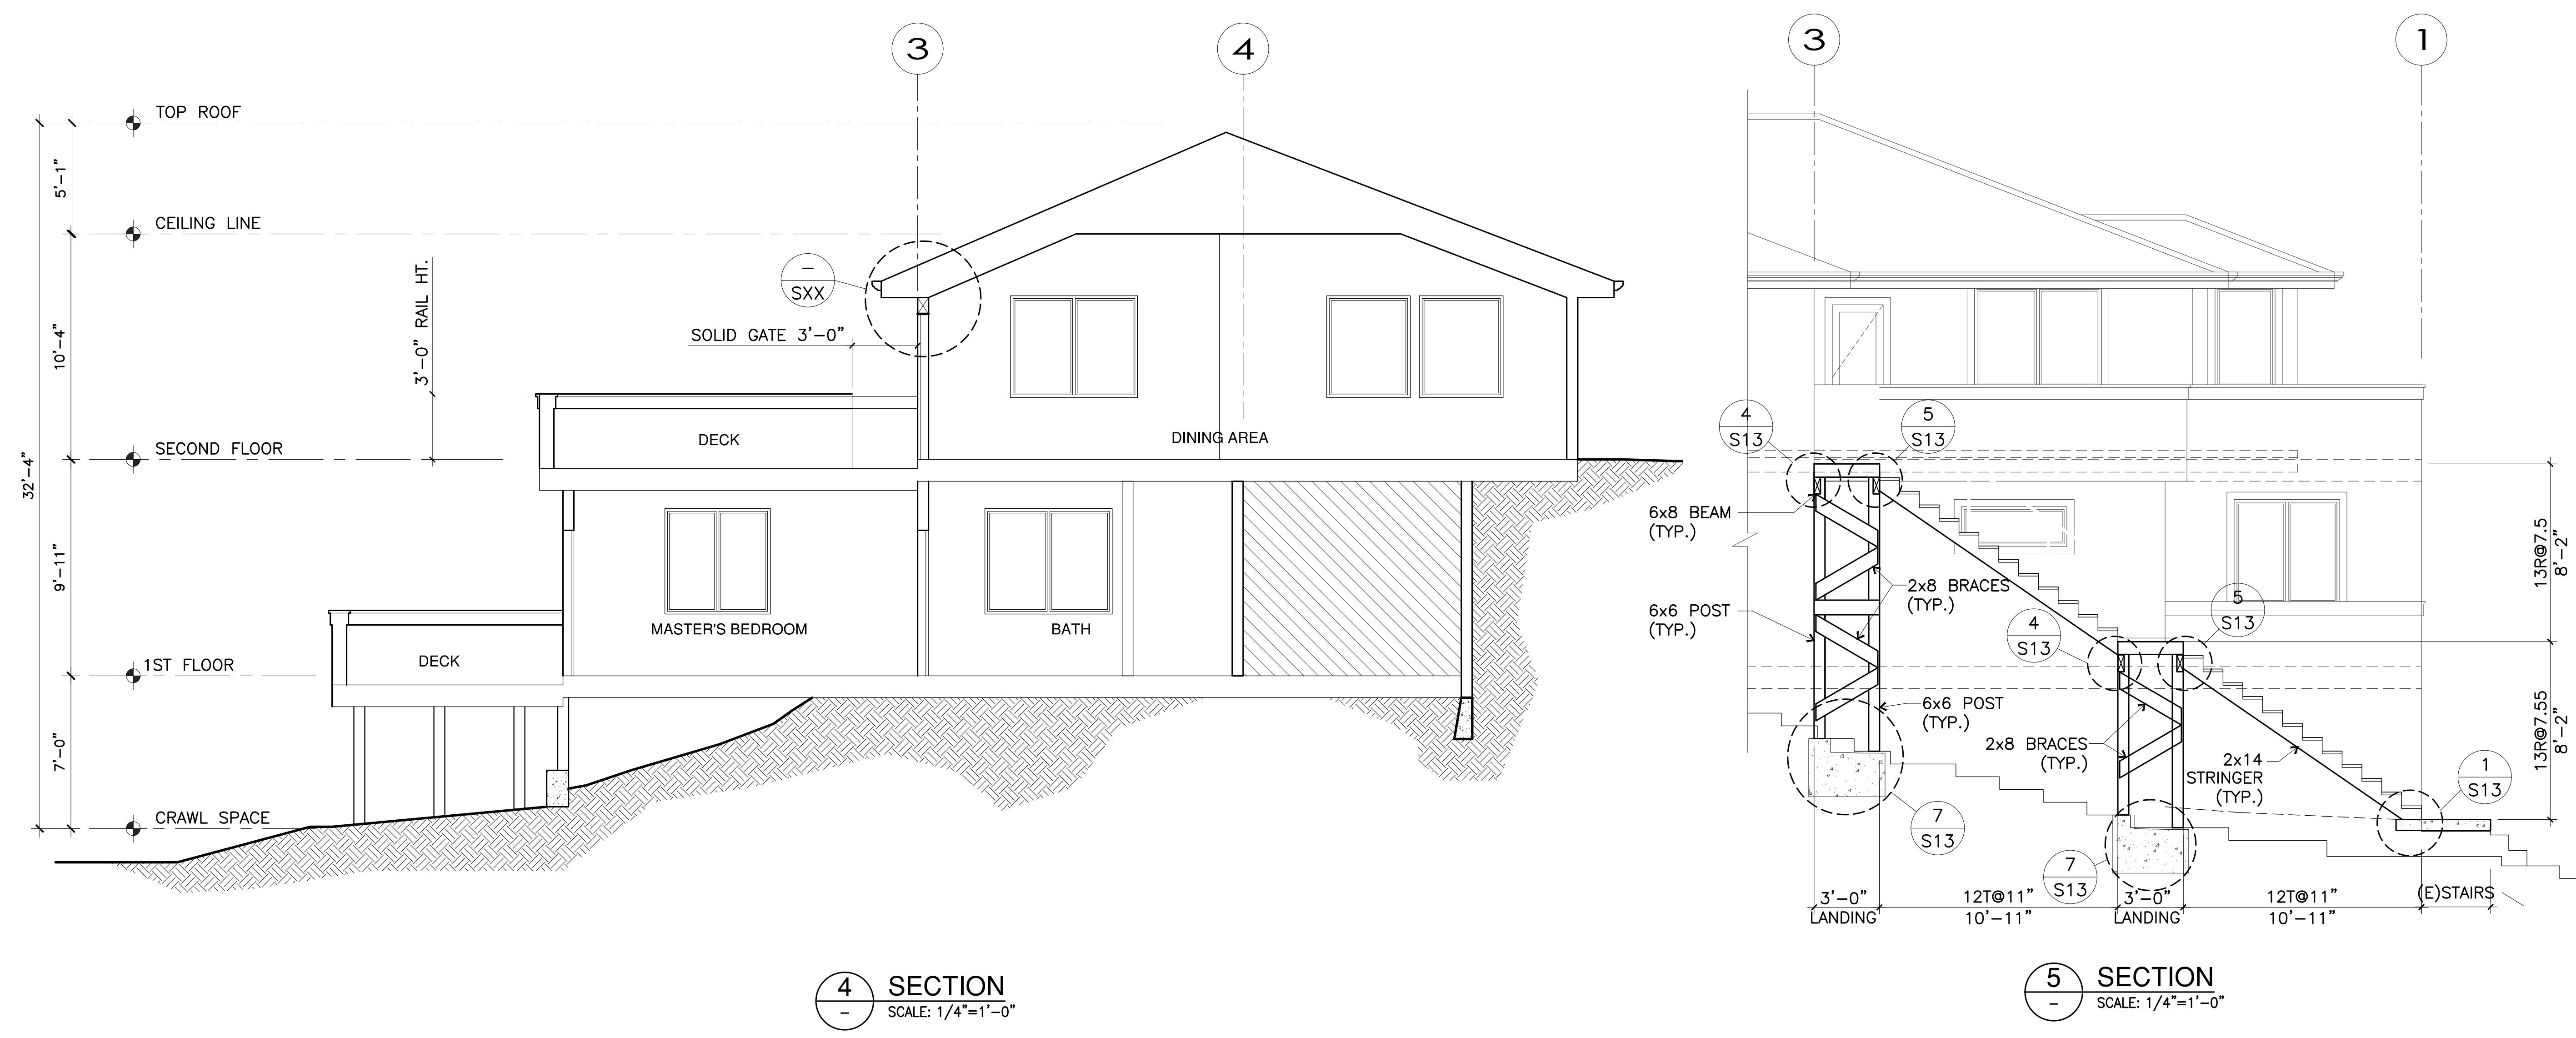 3
4
TOP ROOF
5'-1"
CEILING LINE
10'-4"
3'-0" RAIL HT.
–
SXX
SOLID GATE 3'-0"
DECK
DINING AREA
SECOND FLOOR
32'-4"
9'-11"
MASTER'S BEDROOM
BATH
DECK
1ST FLOOR
7'-0"
CRAWL SPACE
4
–
SECTION
SCALE: 1/4"=1'-0"
3
1
4
S13
5
S13
6x8 BEAM
(TYP.)
2x8 BRACES
(TYP.)
6x6 POST
(TYP.)
4
S13
5
S13
6x6 POST
(TYP.)
2x8 BRACES
(TYP.)
2x14
STRINGER
(TYP.)
1
S13
7
S13
7
S13
13R@7.5
8'-2"
13R@7.55
8'-2"
3'-0"
LANDING
12T@11"
10'-11"
3'-0"
LANDING
12T@11"
10'-11"
(E)STAIRS
5
–
SECTION
SCALE: 1/4"=1'-0"